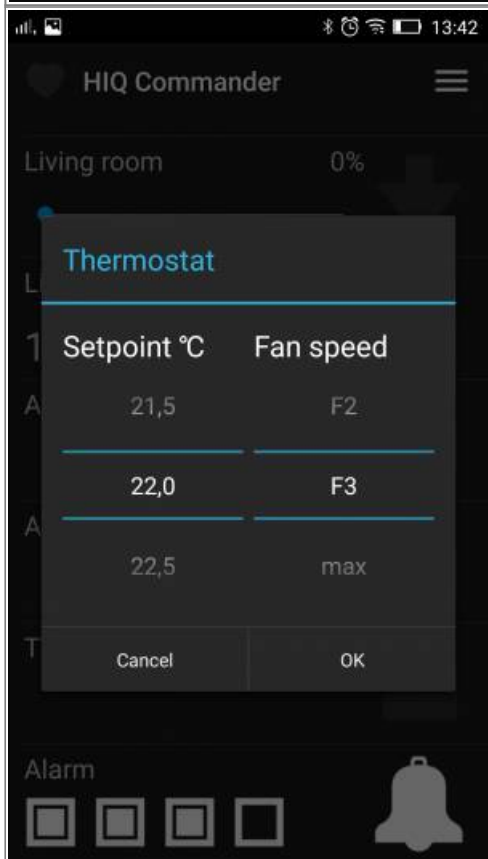 13:42
HIQ Commander
Living room 0%
Thermostat
L
1
Setpoint °C Fan speed
A
21,5 F2
22,0 F3
A
22,5 max
T
Cancel OK
Alarm